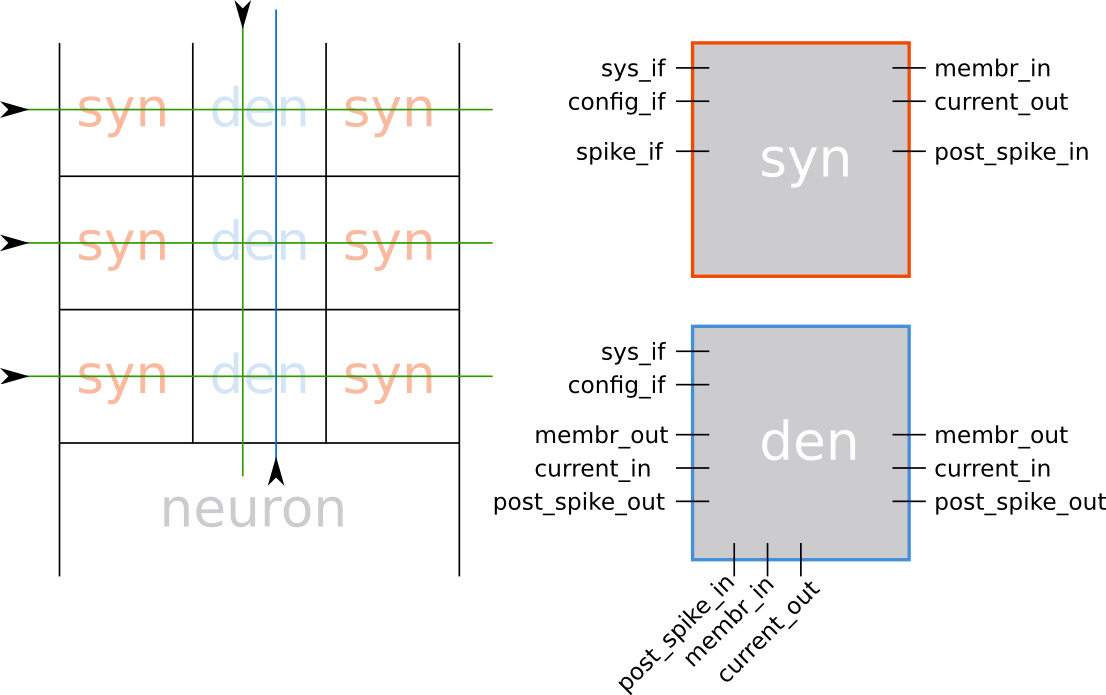 syn den syn
syn den syn
syn den syn
neuron
sys_if
config_if
spike_if
syn
membr_in
current_out
post_spike_in
sys_if
config_if
membr_out
current_in
post_spike_out
den
membr_out
current_in
post_spike_out
post_spike_in
membr_in
current_out